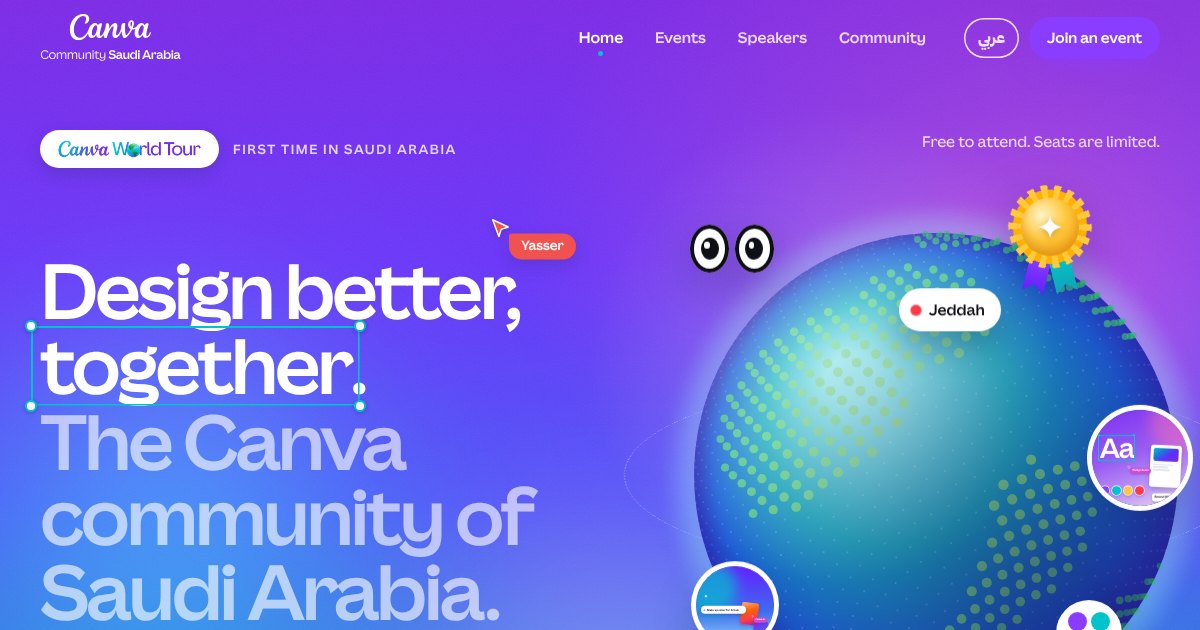 Canva
Community Saudi Arabia
Home
Events
Speakers
Community
عربي
Join an event
Canva World Tour
FIRST TIME IN SAUDI ARABIA
Free to attend. Seats are limited.
Yasser
Design better,
together.
The Canva
community of
Saudi Arabia.
Jeddah
Aa